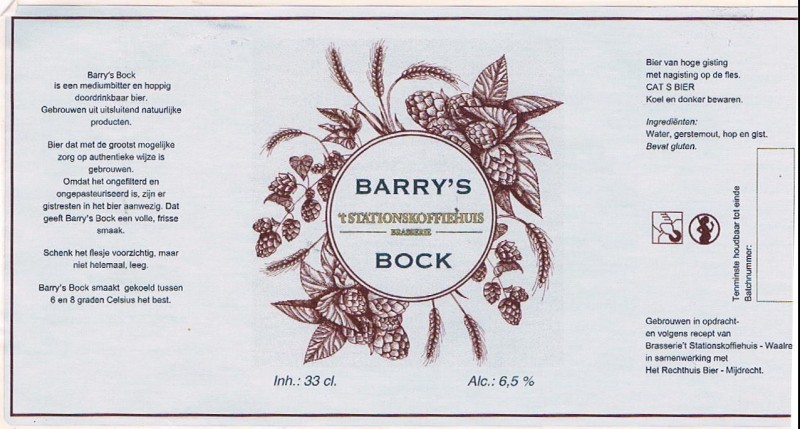 Barry's Bock
is een mediumbitter en hoppig
doordrinkbaar bier.
Gebrouwen uit uitsluitend natuurlijke
producten.
Bier dat met de grootst mogelijke
zorg op authentieke wijze is
gebrouwen.
Omdat het ongefilterd en
ongepasteuriseerd is, zijn er
gistresten in het bier aanwezig. Dat
geeft Barry's Bock een volle, frisse
smaak.
Schenk het flesje voorzichtig, maar
niet helemaal, leeg.
Barry's Bock smaakt gekoeld tussen
6 en 8 graden Celsius het best.
BARRY'S
't STATIONSKOFFIEHUIS
BRASSERIE
BOCK
Inh.: 33 cl.
Alc.: 6,5 %
Bier van hoge gisting
met nagisting op de fles.
CAT S BIER
Koel en donker bewaren.
Ingrediënten:
Water, gerstemout, hop en gist.
Bevat gluten.
Tenminste houdbaar tot einde
Batchnummer:
Gebrouwen in opdracht-
en volgens recept van
Brasserie't Stationskoffiehuis - Waalre
in samenwerking met
Het Rechthuis Bier - Mijdrecht.